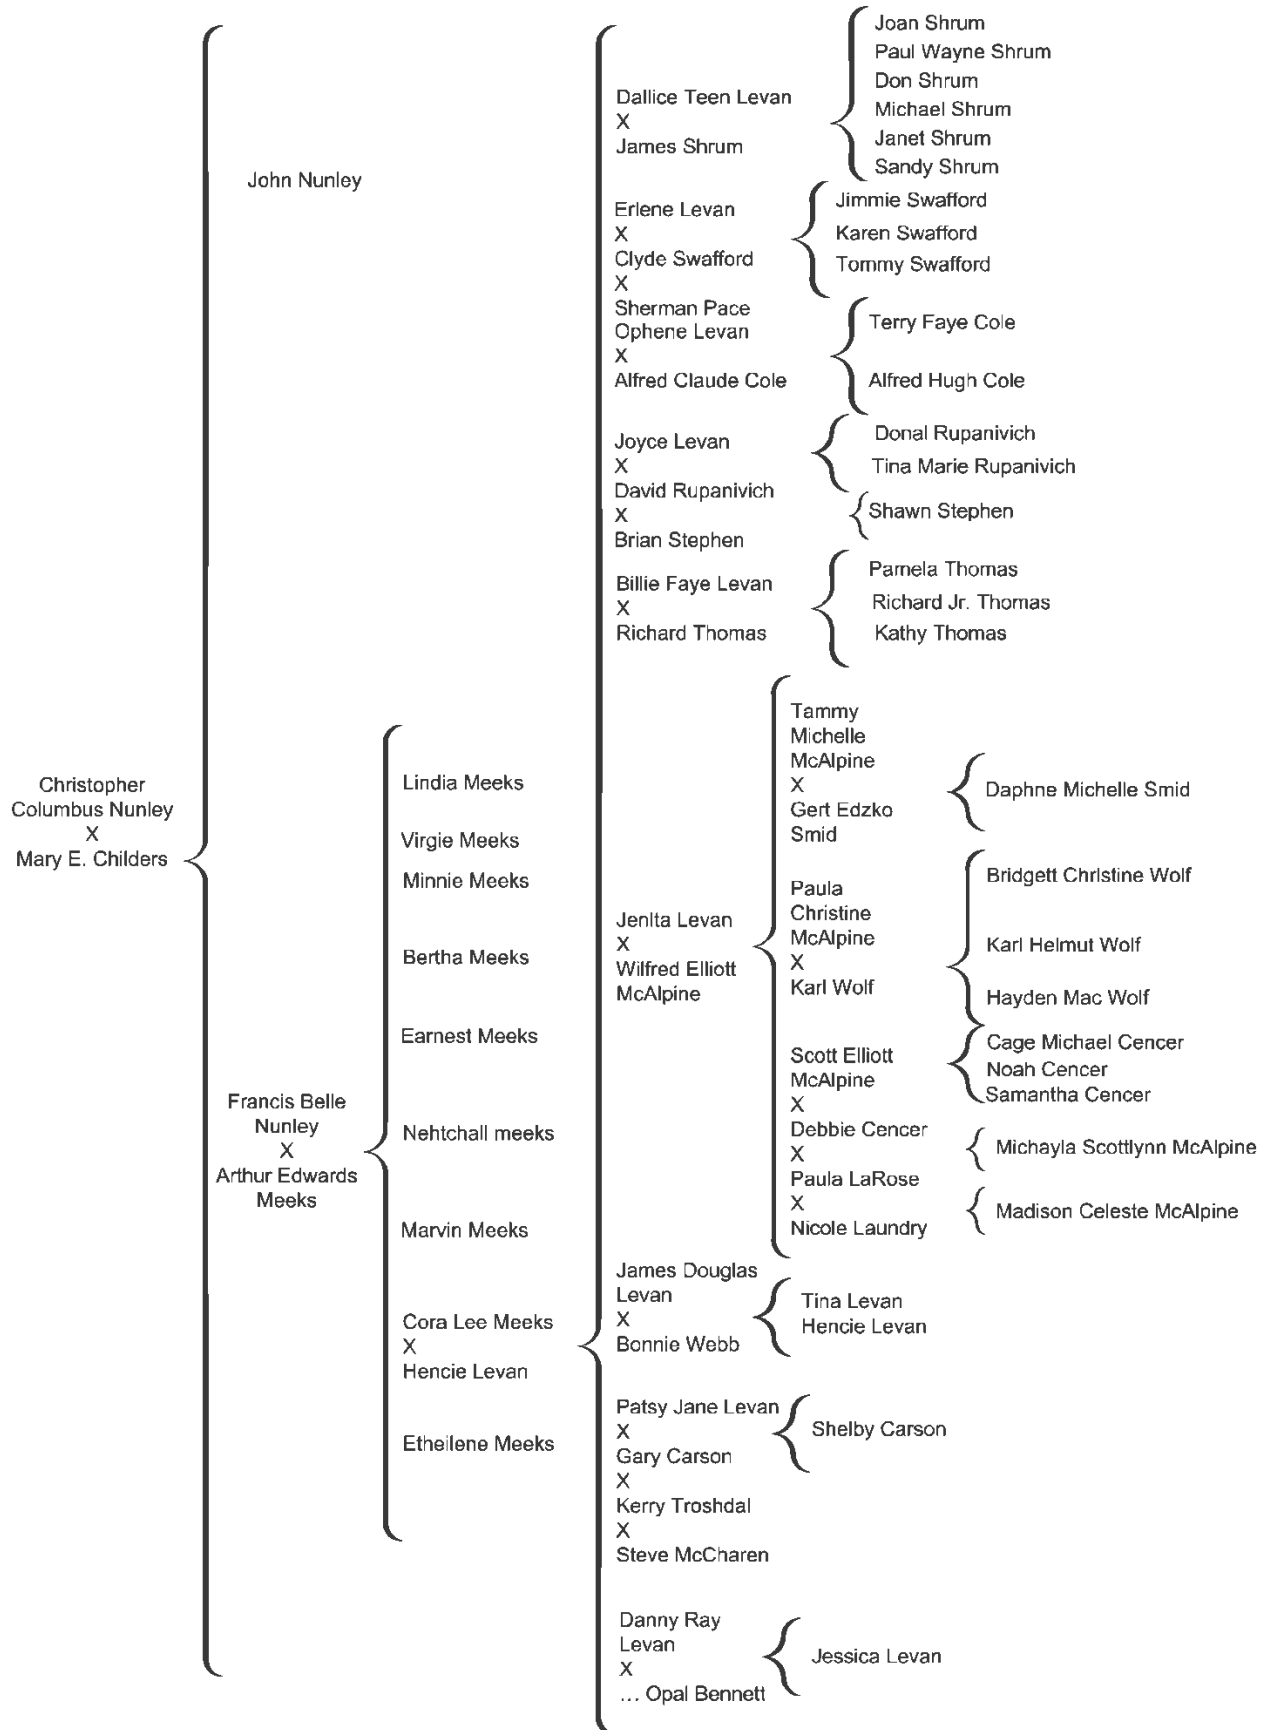 Christopher
Columbus Nunley
X
Mary E. Childers
John Nunley
Francis Belle
Nunley
X
Arthur Edwards
Meeks
Lindia Meeks
Virgie Meeks
Minnie Meeks
Bertha Meeks
Earnest Meeks
Nehtchall meeks
Marvin Meeks
Cora Lee Meeks
X
Hencie Levan
Etheilene Meeks
Dallice Teen Levan
X
James Shrum
Joan Shrum
Paul Wayne Shrum
Don Shrum
Michael Shrum
Janet Shrum
Sandy Shrum
Erlene Levan
X
Clyde Swafford
X
Sherman Pace
Jimmie Swafford
Karen Swafford
Tommy Swafford
Ophene Levan
X
Alfred Claude Cole
Terry Faye Cole
Alfred Hugh Cole
Joyce Levan
X
David Rupanivich
X
Brian Stephen
Donal Rupanivich
Tina Marie Rupanivich
Shawn Stephen
Billie Faye Levan
X
Richard Thomas
Pamela Thomas
Richard Jr. Thomas
Kathy Thomas
Jenita Levan
X
Wilfred Elliott
McAlpine
Tammy
Michelle
McAlpine
X
Gert Edzko
Smid
Daphne Michelle Smid
Paula
Christine
McAlpine
X
Karl Wolf
Bridgett Christine Wolf
Karl Helmut Wolf
Hayden Mac Wolf
Scott Elliott
McAlpine
X
Debbie Cencer
X
Paula LaRose
X
Nicole Laundry
Cage Michael Cencer
Noah Cencer
Samantha Cencer
Michayla Scottlynn McAlpine
Madison Celeste McAlpine
James Douglas
Levan
X
Bonnie Webb
Tina Levan
Hencie Levan
Patsy Jane Levan
X
Gary Carson
X
Kerry Troshdal
X
Steve McCharen
Shelby Carson
Danny Ray
Levan
X
... Opal Bennett
Jessica Levan